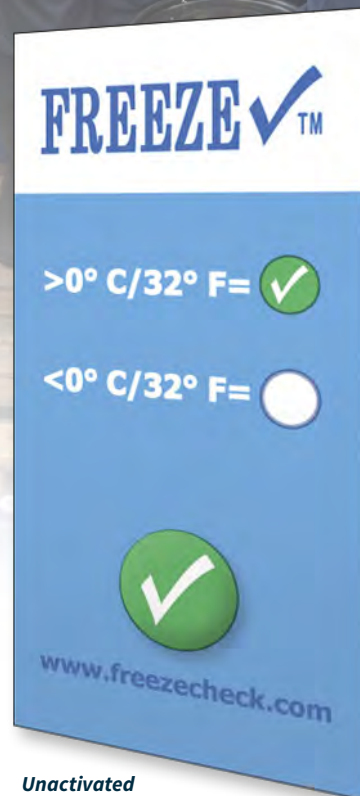 FREEZE✓™
>0° C/32° F= ✓
<0° C/32° F=
✓
www.freezecheck.com
Unactivated